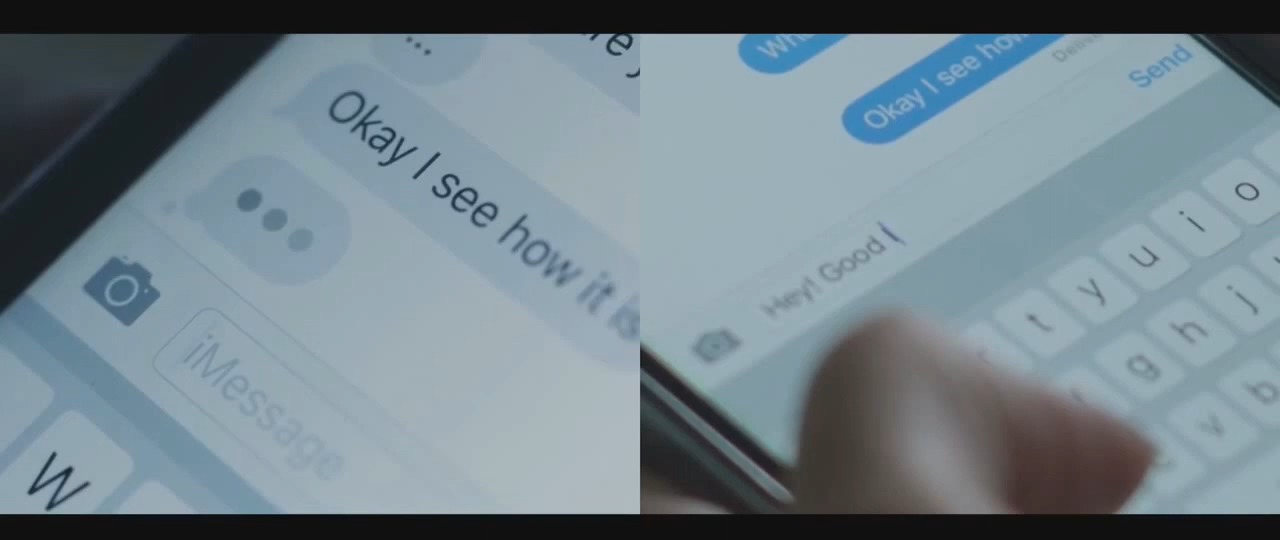 ...
Okay I see how it is
...
iMessage
W
Okay I see how
Send
Hey! Good
t y u i o
g h j
v b